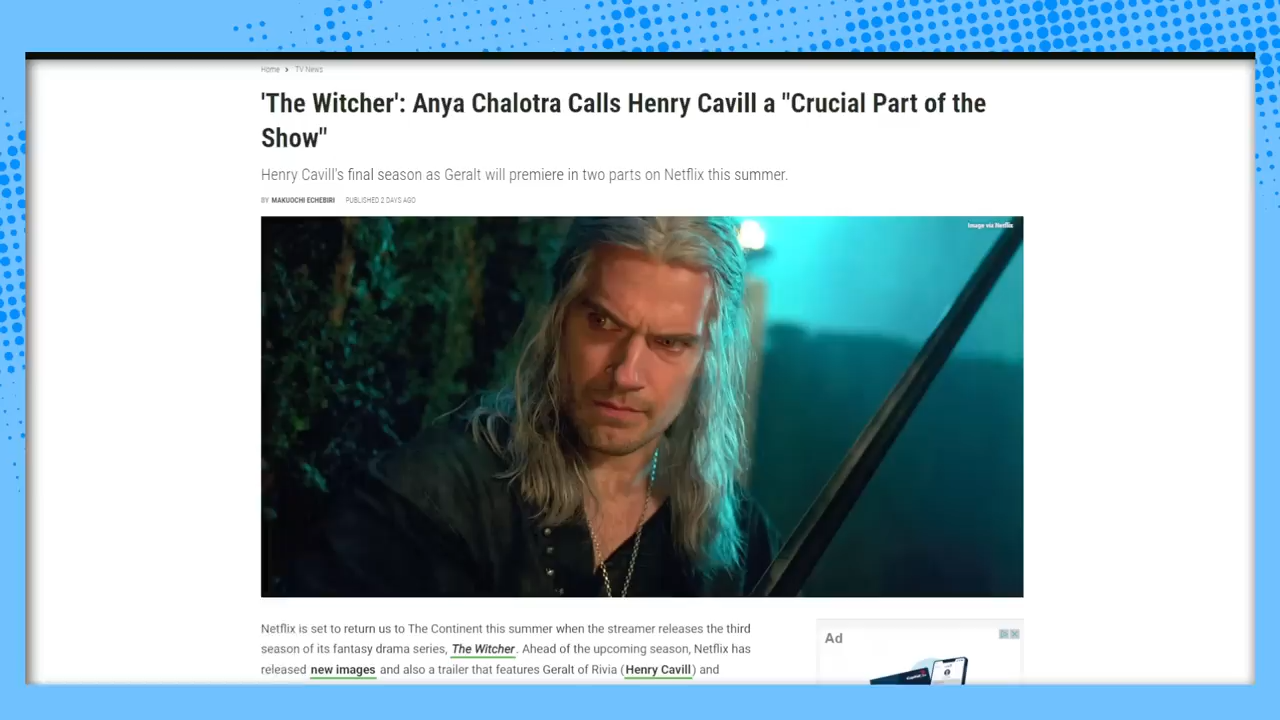 Home > TV News
'The Witcher': Anya Chalotra Calls Henry Cavill a "Crucial Part of the
Show"
Henry Cavill's final season as Geralt will premiere in two parts on Netflix this summer.
BY MAKUOCHI ECHEBIRI PUBLISHED 2 DAYS AGO
Image via Netflix
Netflix is set to return us to The Continent this summer when the streamer releases the third
season of its fantasy drama series, The Witcher. Ahead of the upcoming season, Netflix has
released new images and also a trailer that features Geralt of Rivia (Henry Cavill) and
Ad